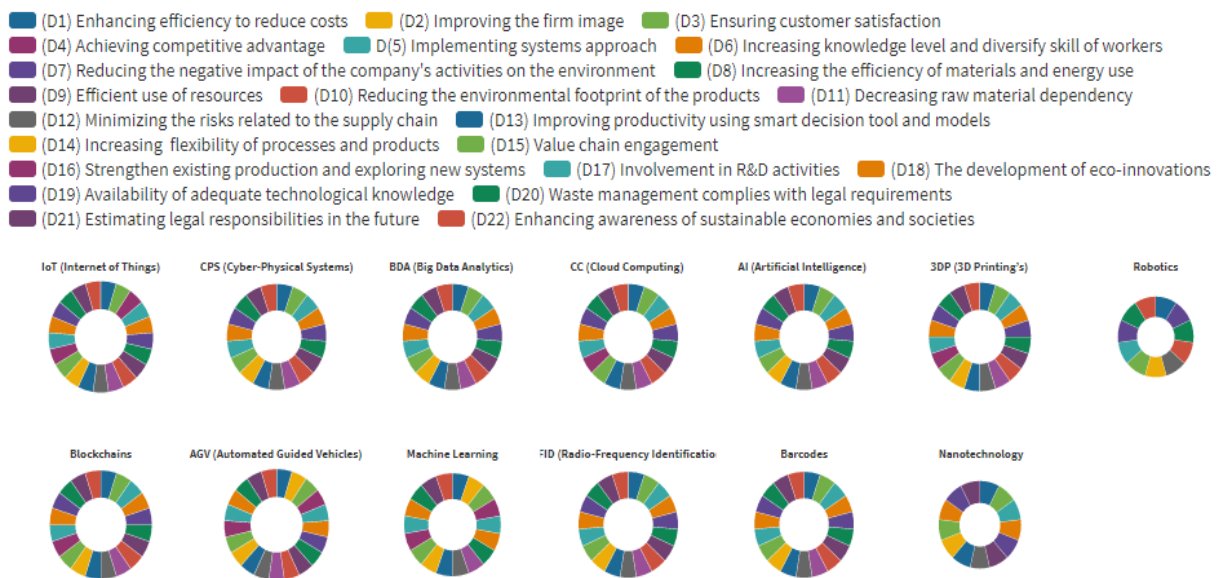 (D1) Enhancing efficiency to reduce costs (D2) Improving the firm image (D3) Ensuring customer satisfaction
(D4) Achieving competitive advantage D(5) Implementing systems approach (D6) Increasing knowledge level and diversify skill of workers
(D7) Reducing the negative impact of the company's activities on the environment (D8) Increasing the efficiency of materials and energy use
(D9) Efficient use of resources (D10) Reducing the environmental footprint of the products (D11) Decreasing raw material dependency
(D12) Minimizing the risks related to the supply chain (D13) Improving productivity using smart decision tool and models
(D14) Increasing flexibility of processes and products (D15) Value chain engagement
(D16) Strengthen existing production and exploring new systems (D17) Involvement in R&D activities (D18) The development of eco-innovations
(D19) Availability of adequate technological knowledge (D20) Waste management complies with legal requirements
(D21) Estimating legal responsibilities in the future (D22) Enhancing awareness of sustainable economies and societies
IoT (Internet of Things) CPS (Cyber-Physical Systems) BDA (Big Data Analytics) CC (Cloud Computing) AI (Artificial Intelligence) 3DP (3D Printing's) Robotics
Blockchains AGV (Automated Guided Vehicles) Machine Learning FID (Radio-Frequency Identificatio Barcodes Nanotechnology